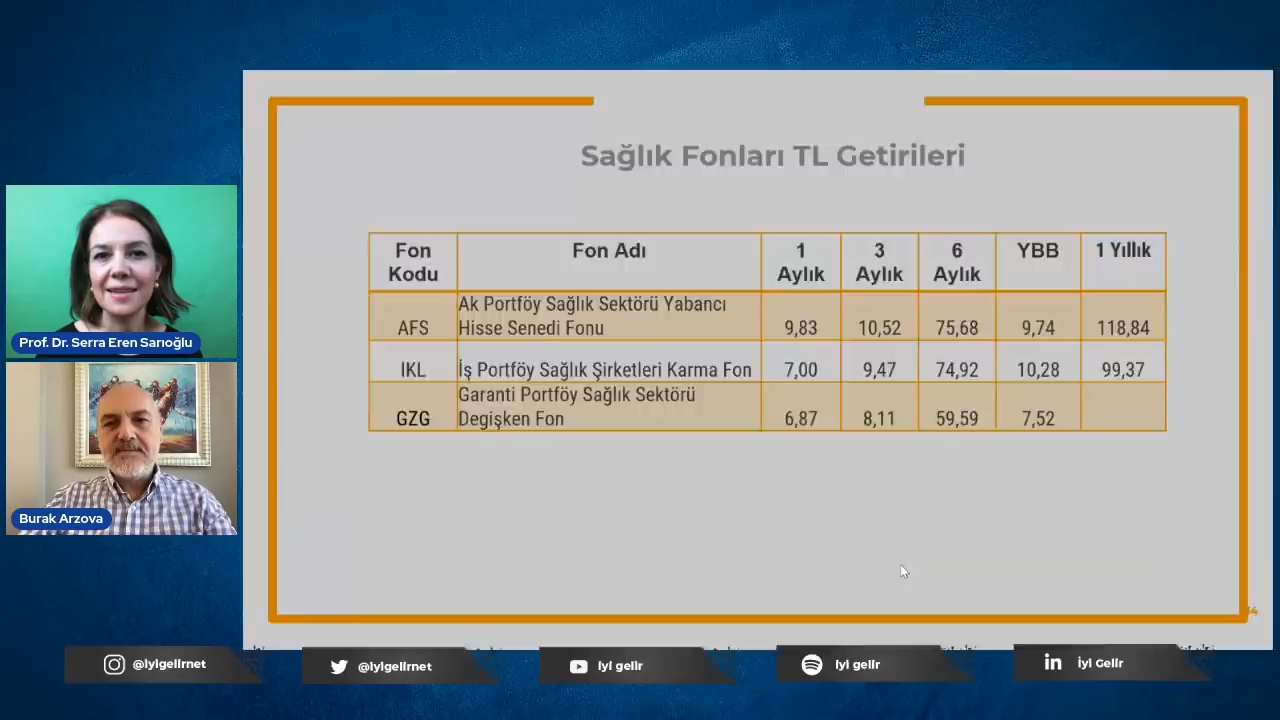 Sağlık Fonları TL Getirileri
Fon Kodu | Fon Adı | 1 Aylık | 3 Aylık | 6 Aylık | YBB | 1 Yıllık
AFS | Ak Portföy Sağlık Sektörü Yabancı Hisse Senedi Fonu | 9,83 | 10,52 | 75,68 | 9,74 | 118,84
IKL | İş Portföy Sağlık Şirketleri Karma Fon | 7,00 | 9,47 | 74,92 | 10,28 | 99,37
GZG | Garanti Portföy Sağlık Sektörü Degişken Fon | 6,87 | 8,11 | 59,59 | 7,52
Prof. Dr. Serra Eren Sarıoğlu
Burak Arzova
@iyigelirnet
@iyigelirnet
iyi gelir
iyi gelir
İyi Gelir